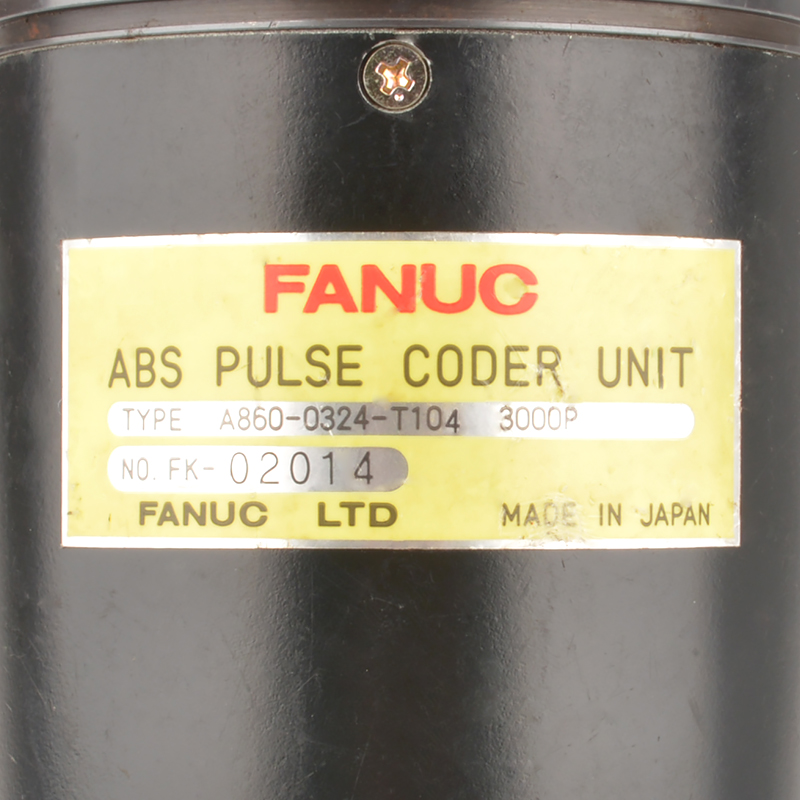 FANUC
ABS PULSE CODER UNIT
TYPE A860-0324-T104 3000P
NO. FK-02014
FANUC LTD MADE IN JAPAN